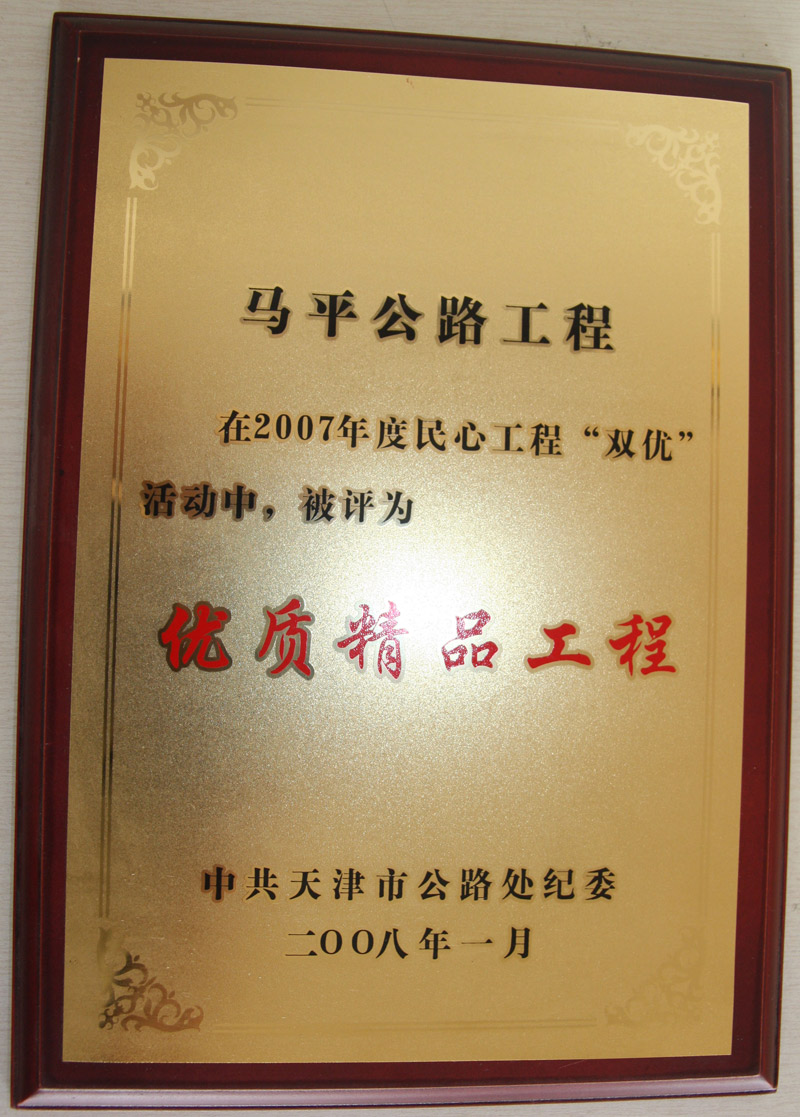 马平公路工程
在2007年度民心工程“双优”
活动中，被评为
优质精品工程
中共天津市公路处纪委
二〇〇八年一月